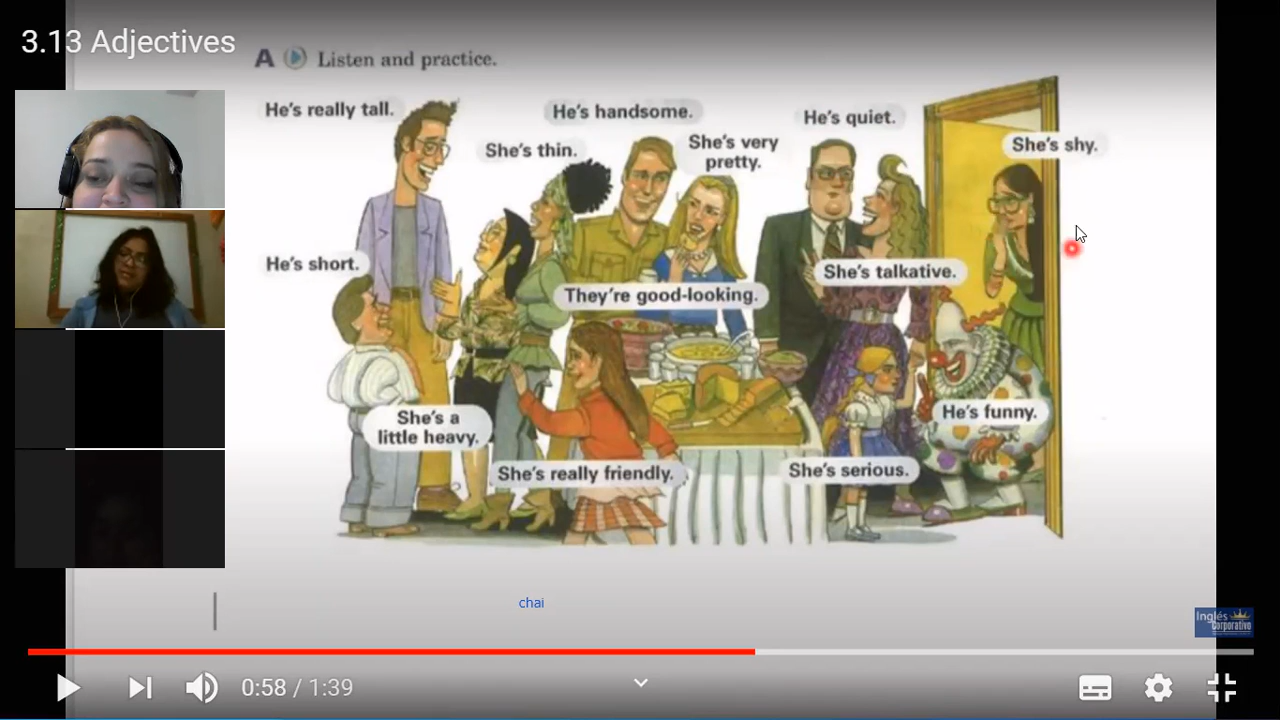 3.13 Adjectives
A Listen and practice.
He's really tall.
He's handsome.
He's quiet.
She's thin.
She's very
pretty.
She's shy.
He's short.
She's talkative.
They're good-looking.
She's a
little heavy.
He's funny.
She's really friendly.
She's serious.
chai
Inglés
Corporativo
0:58 / 1:39